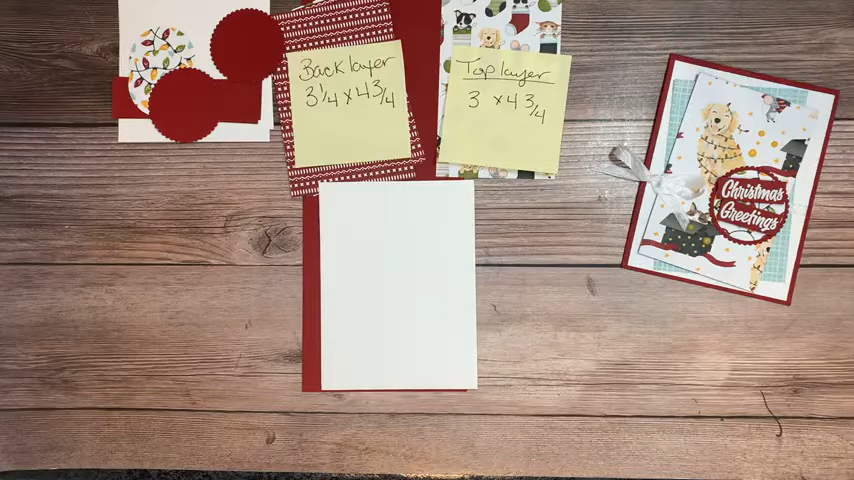 Back layer
3 1/4 x 4 3/4
Top layer
3 x 4 3/4
Christmas
Greetings